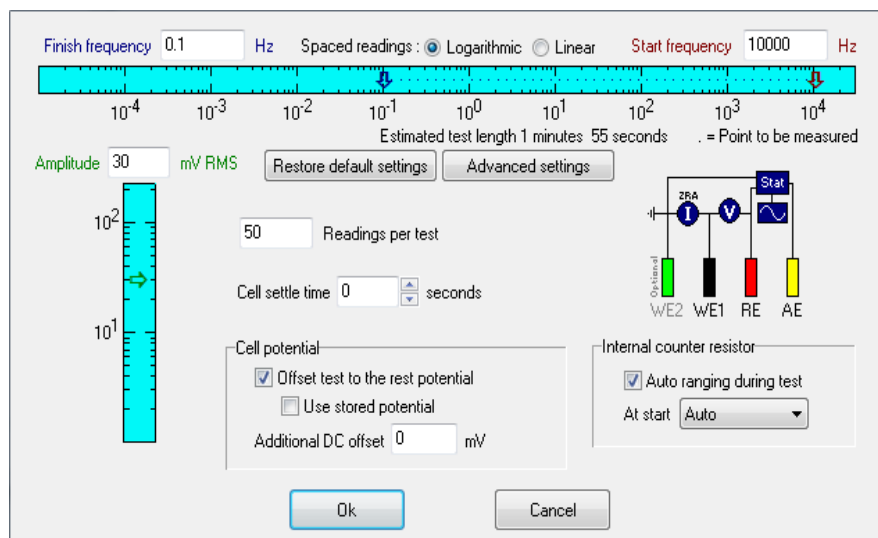 Finish frequency 0.1 Hz Spaced readings : Logarithmic Linear Start frequency 10000 Hz
10-4 10-3 10-2 10-1 100 101 102 103 104
Estimated test length 1 minutes 55 seconds . = Point to be measured
Amplitude 30 mV RMS Restore default settings Advanced settings
102
101
50 Readings per test
Cell settle time 0 seconds
Stat
ZRA
I V
Optional
WE2 WE1 RE AE
Cell potential
Offset test to the rest potential
Use stored potential
Additional DC offset 0 mV
Internal counter resistor
Auto ranging during test
At start Auto
Ok Cancel